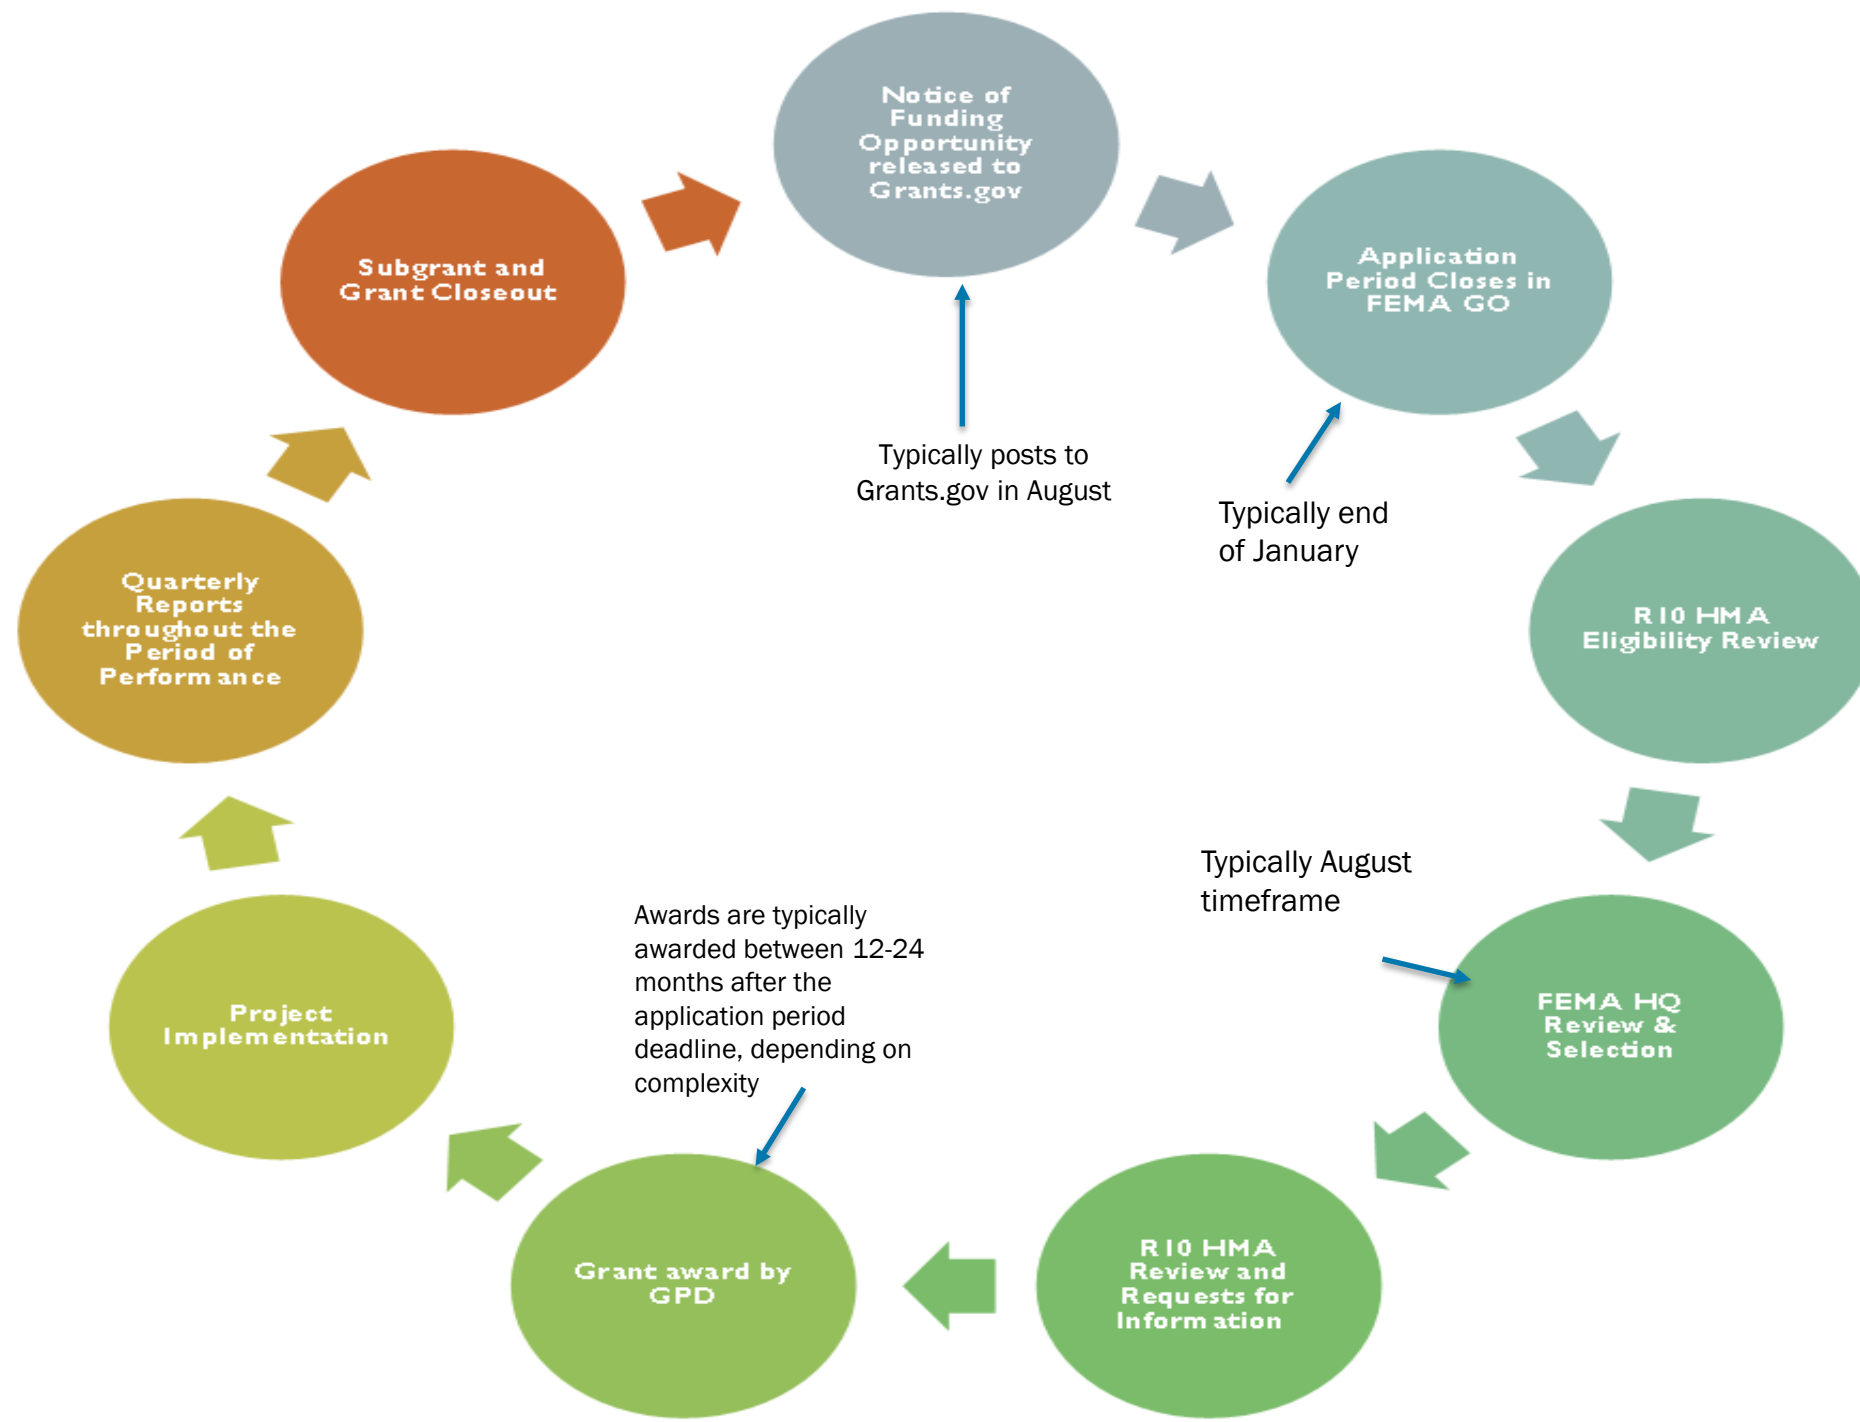 Notice of
Funding
Opportunity
released to
Grants.gov
Application
Period Closes in
FEMA GO
R10 HMA
Eligibility Review
FEMA HQ
Review &
Selection
R10 HMA
Review and
Requests for
Information
Grant award by
GPD
Project
Implementation
Quarterly
Reports
throughout the
Period of
Performance
Subgrant and
Grant Closeout
Typically posts to
Grants.gov in August
Typically end
of January
Typically August
timeframe
Awards are typically
awarded between 12-24
months after the
application period
deadline, depending on
complexity